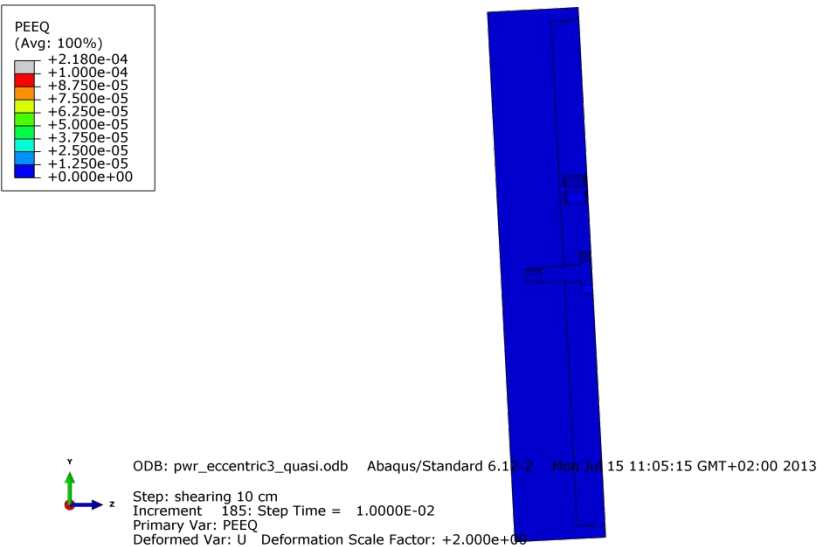 PEEQ
(Avg: 100%)
+2.180e-04
+1.000e-04
+8.750e-05
+7.500e-05
+6.250e-05
+5.000e-05
+3.750e-05
+2.500e-05
+1.250e-05
+0.000e+00
Y
Z
ODB: pwr_eccentric3_quasi.odb Abaqus/Standard 6.12-2 Mon Jul 15 11:05:15 GMT+02:00 2013
Step: shearing 10 cm
Increment 185: Step Time = 1.0000E-02
Primary Var: PEEQ
Deformed Var: U Deformation Scale Factor: +2.000e+00